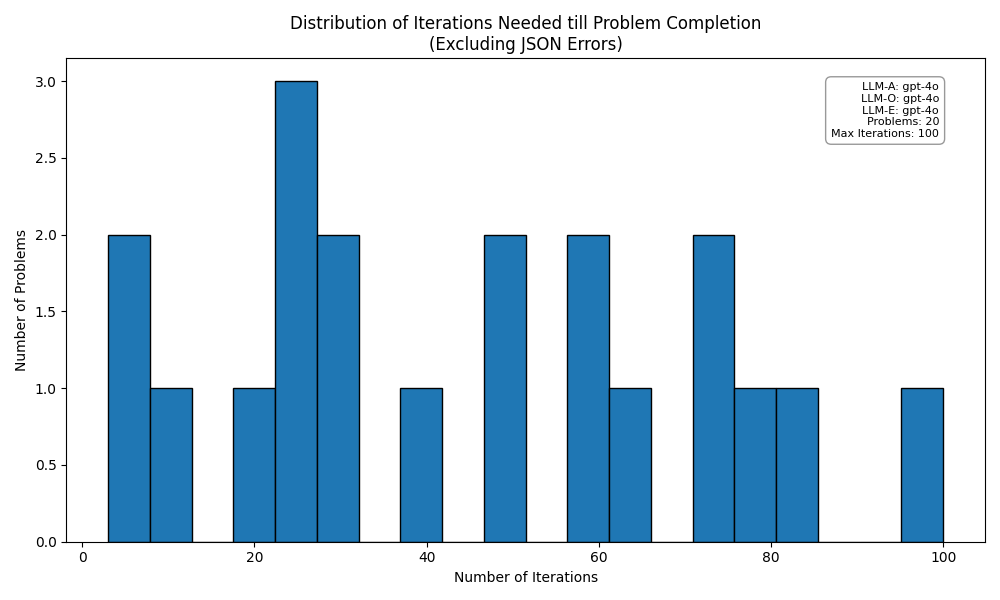 Distribution of Iterations Needed till Problem Completion
(Excluding JSON Errors)
LLM-A: gpt-4o
LLM-O: gpt-4o
LLM-E: gpt-4o
Problems: 20
Max Iterations: 100
Number of Problems
3.0
2.5
2.0
1.5
1.0
0.5
0.0
0 20 40 60 80 100
Number of Iterations